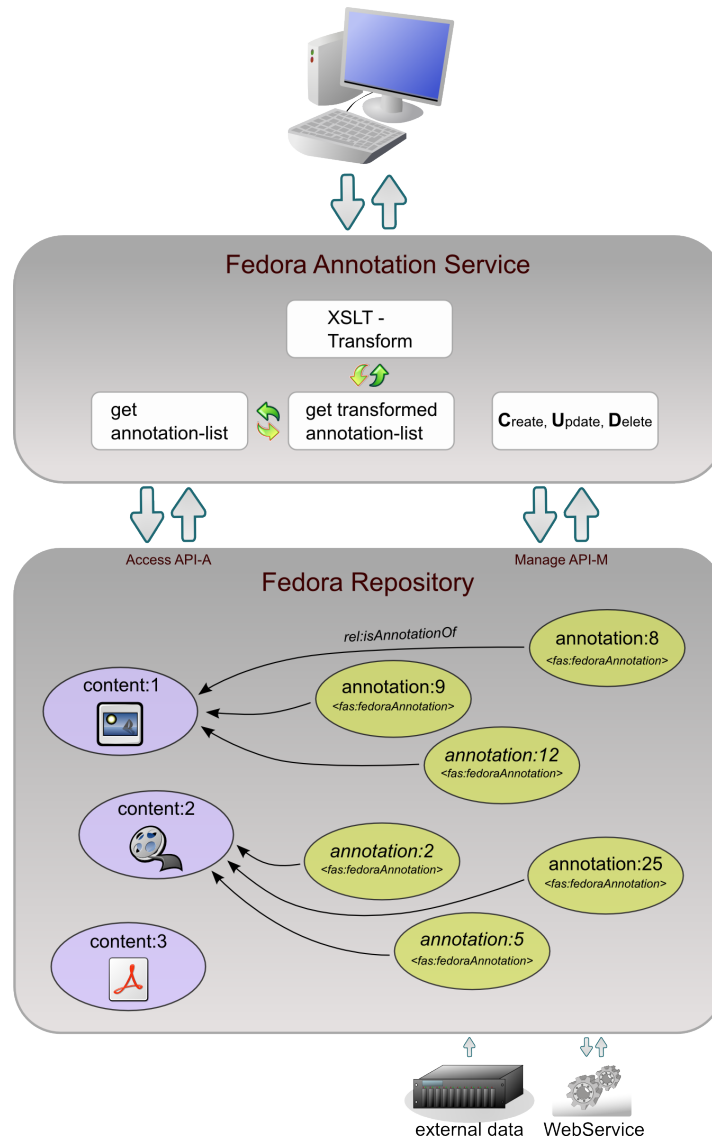 Fedora Annotation Service
XSLT -
Transform
get
annotation-list
get transformed
annotation-list
Create, Update, Delete
Access API-A
Manage API-M
Fedora Repository
rel:isAnnotationOf
annotation:8
<fas:fedoraAnnotation>
content:1
annotation:9
<fas:fedoraAnnotation>
annotation:12
<fas:fedoraAnnotation>
content:2
annotation:2
<fas:fedoraAnnotation>
annotation:25
<fas:fedoraAnnotation>
content:3
annotation:5
<fas:fedoraAnnotation>
external data
WebService